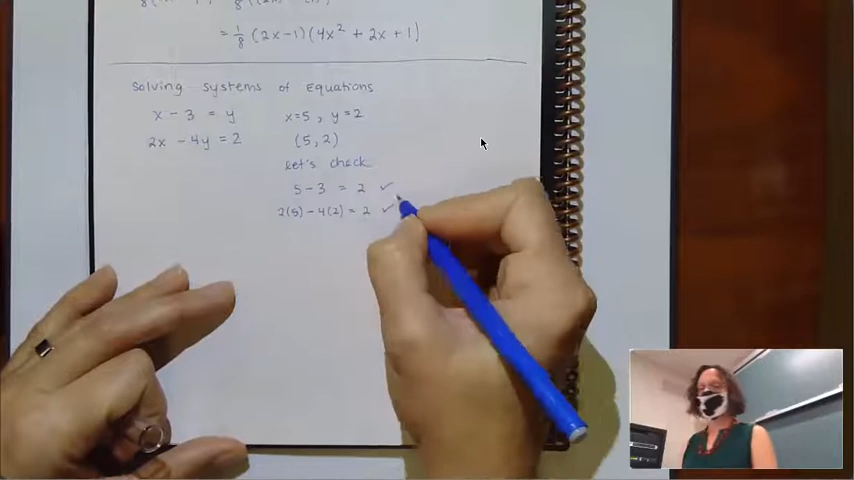 = 1/8 (2x-1)(4x² + 2x + 1)
Solving systems of equations
x - 3 = y
2x - 4y = 2
x=5, y=2
(5, 2)
let's check
5 - 3 = 2 ✓
2(5) - 4(2) = 2 ✓